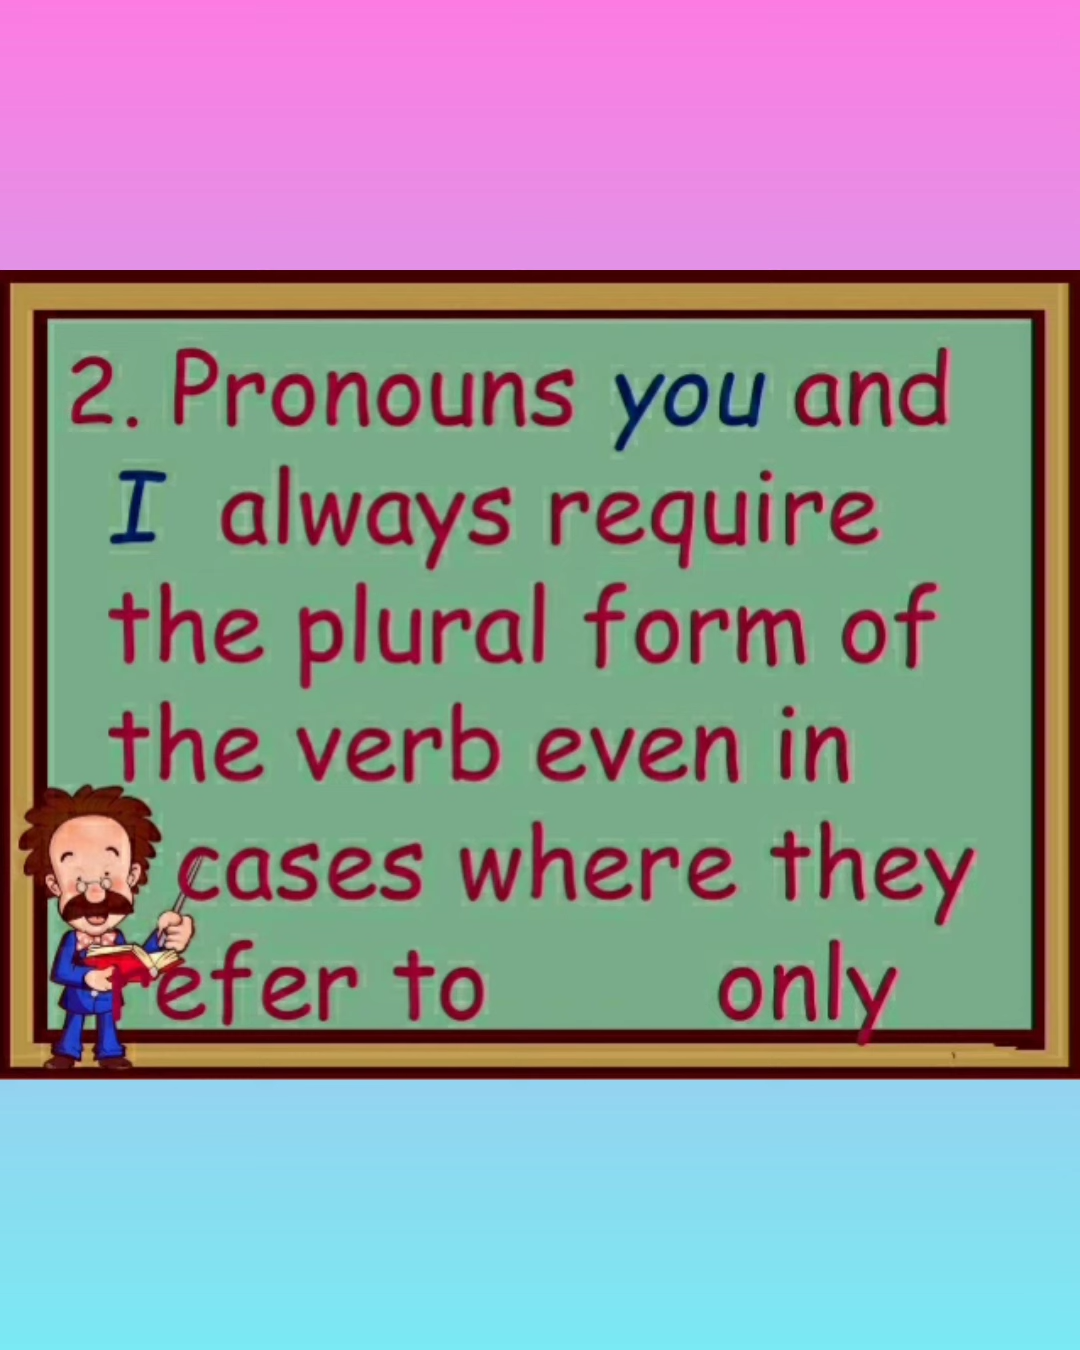 2. Pronouns you and
I always require
the plural form of
the verb even in
cases where they
refer to only